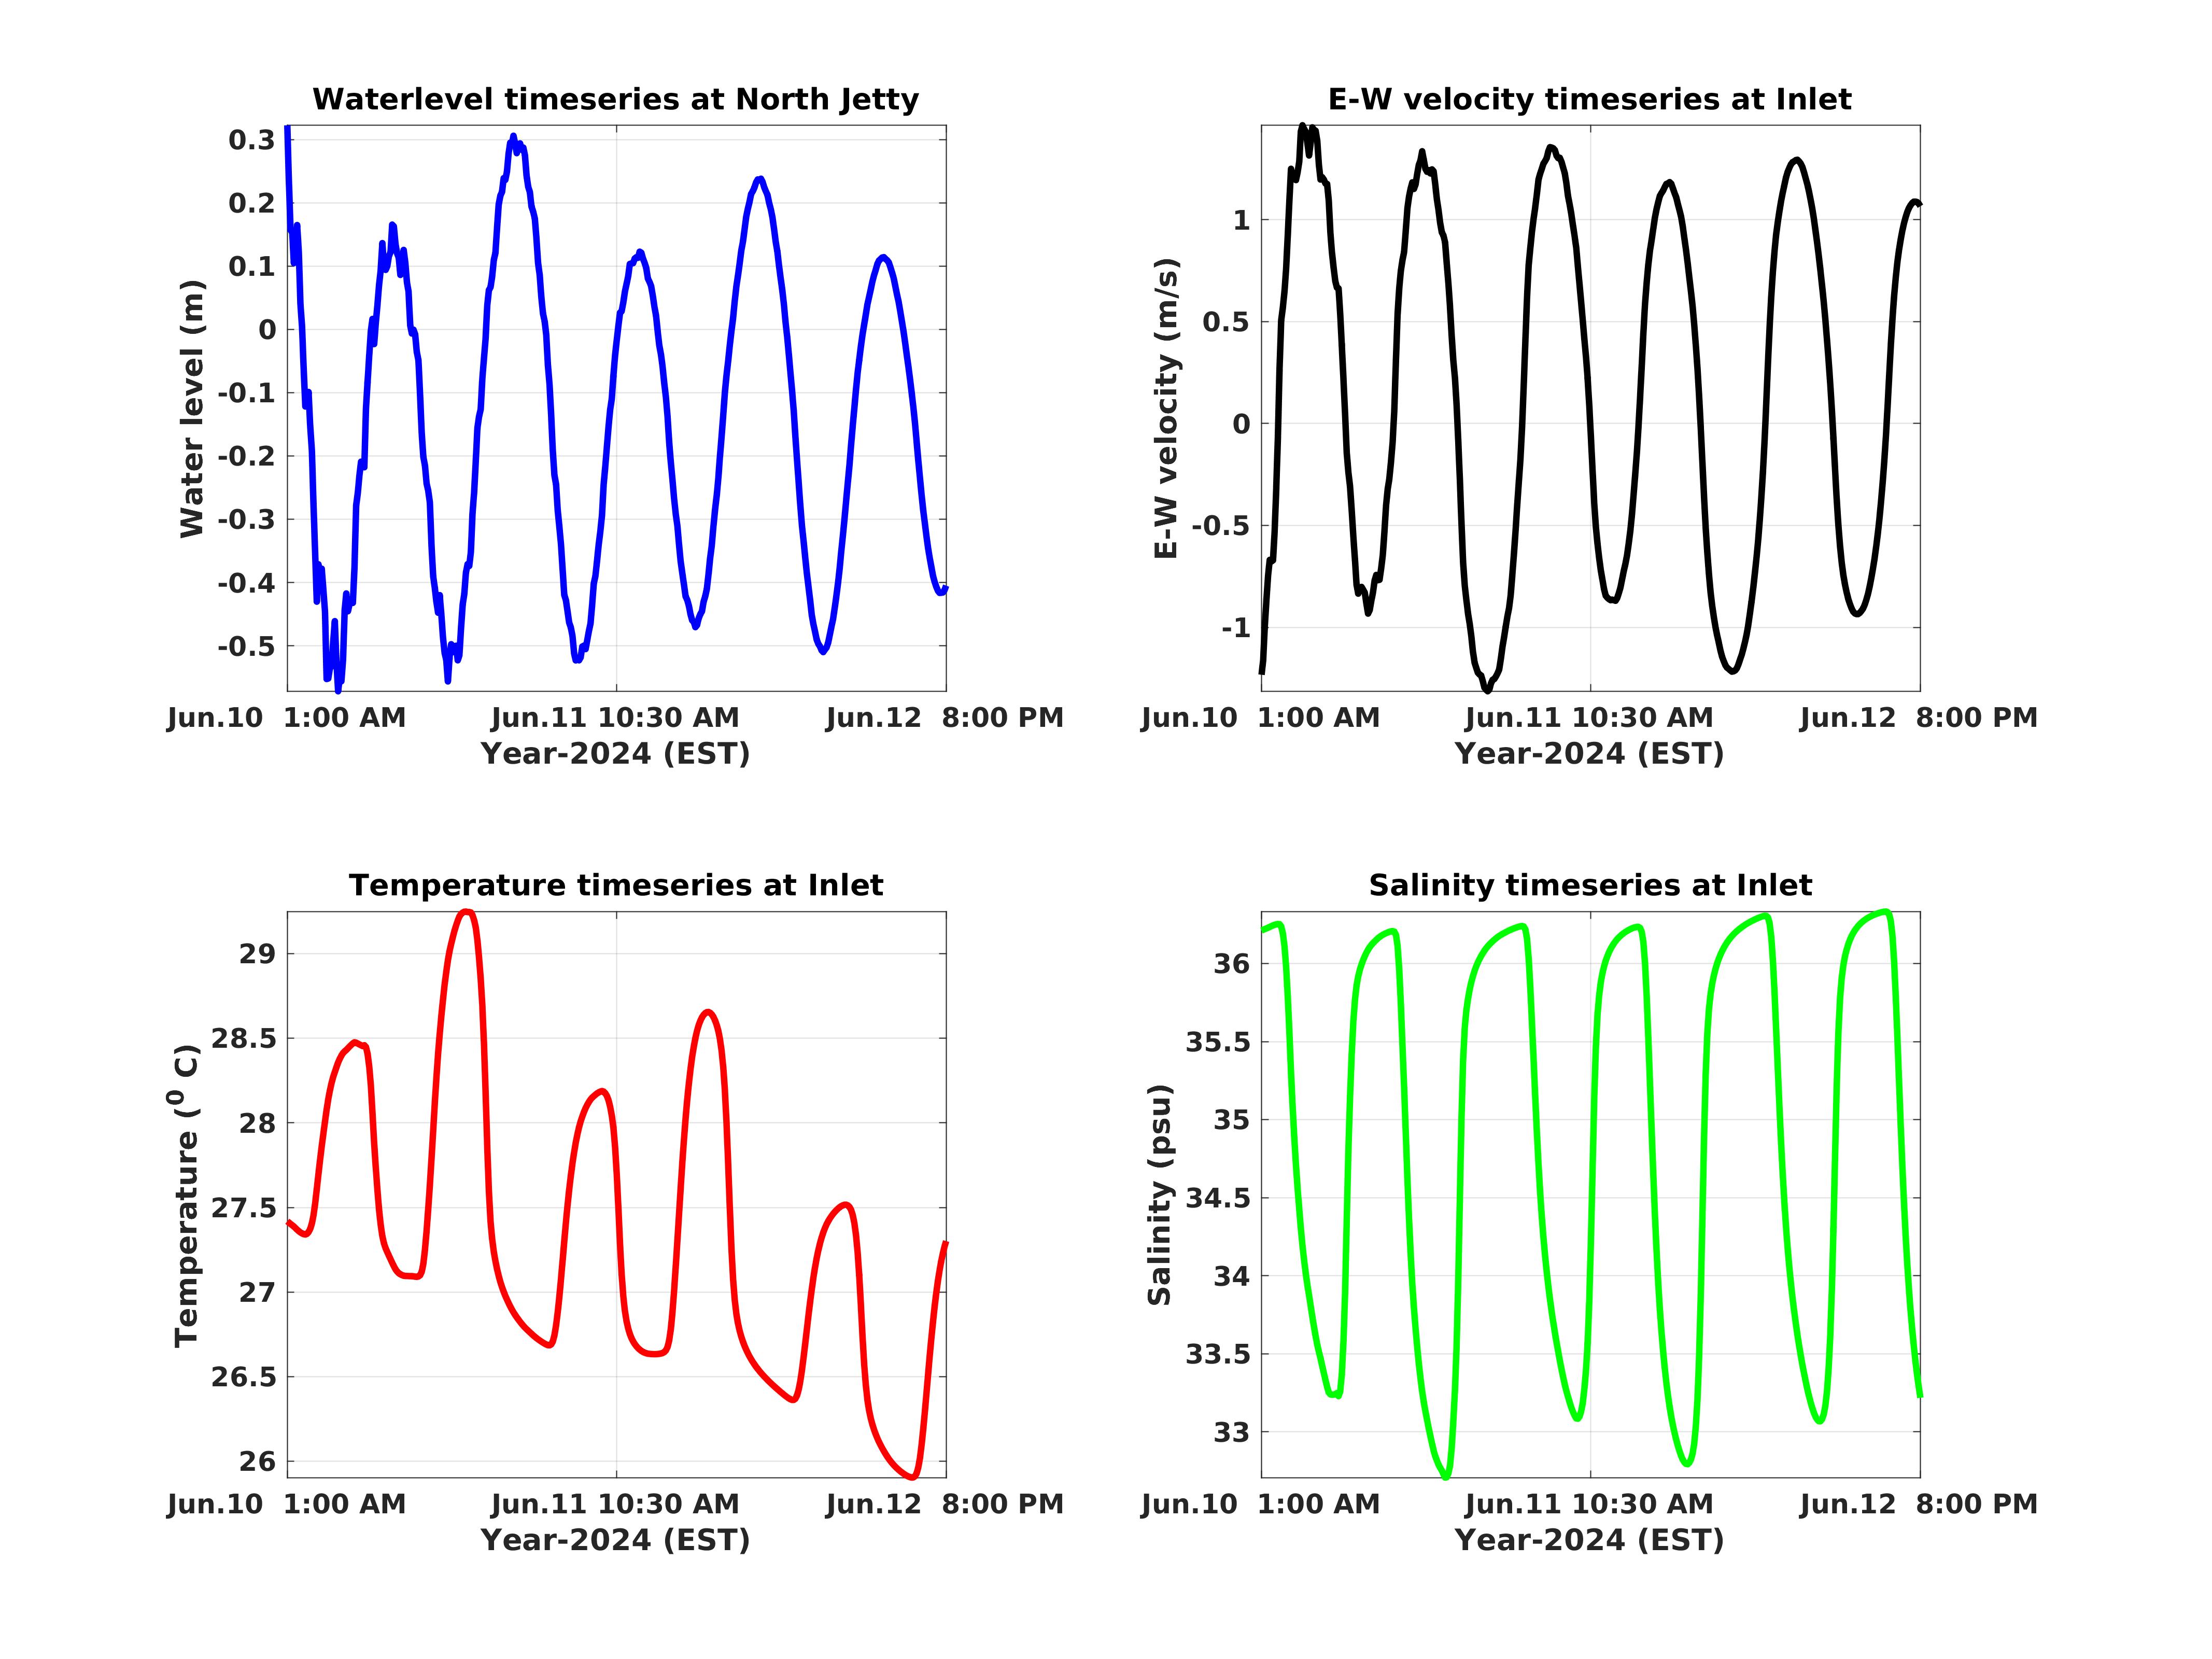 Waterlevel timeseries at North Jetty
0.3
0.2
0.1
0
-0.1
-0.2
-0.3
-0.4
-0.5
Water level (m)
Jun.10 1:00 AM Jun.11 10:30 AM Jun.12 8:00 PM
Year-2024 (EST)
E-W velocity timeseries at Inlet
1
0.5
0
-0.5
-1
E-W velocity (m/s)
Jun.10 1:00 AM Jun.11 10:30 AM Jun.12 8:00 PM
Year-2024 (EST)
Temperature timeseries at Inlet
29
28.5
28
27.5
27
26.5
26
Temperature (⁰ C)
Jun.10 1:00 AM Jun.11 10:30 AM Jun.12 8:00 PM
Year-2024 (EST)
Salinity timeseries at Inlet
36
35.5
35
34.5
34
33.5
33
Salinity (psu)
Jun.10 1:00 AM Jun.11 10:30 AM Jun.12 8:00 PM
Year-2024 (EST)